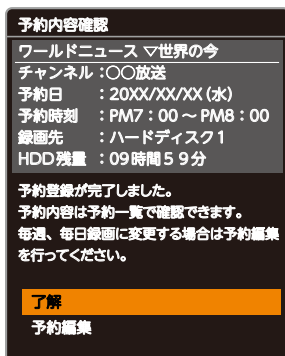 予約内容確認
ワールドニュース ▽世界の今
チャンネル：〇〇放送
予約日　　：20XX/XX/XX（水）
予約時刻　：PM7：00 ～ PM8：00
録画先　　：ハードディスク1
HDD残量　：09時間５９分
予約登録が完了しました。
予約内容は予約一覧で確認できます。
毎週、毎日録画に変更する場合は予約編集
を行ってください。
了解
予約編集